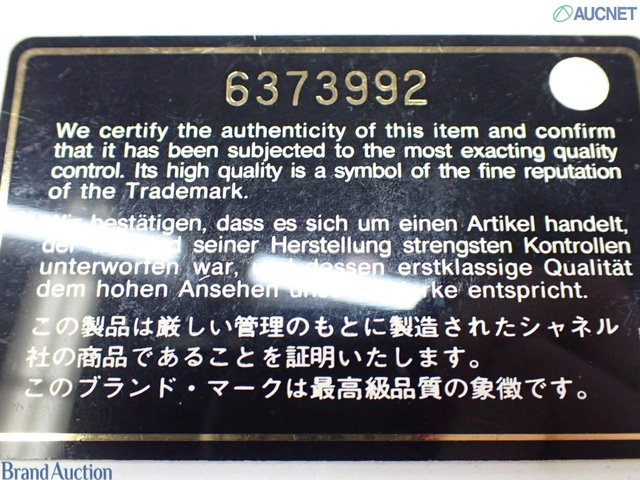 AUCNET
6373992
We certify the authenticity of this item and confirm
that it has been subjected to the most exacting quality
control. Its high quality is a symbol of the fine reputation
of the Trademark.
Wir bestätigen, dass es sich um einen Artikel handelt,
der seiner Herstellung strengsten Kontrollen
unterworfen war, und dessen erstklassige Qualität
dem hohen Ansehen entspricht.
この製品は厳しい管理のもとに製造されたシャネル
社の商品であることを証明いたします。
このブランド・マークは最高級品質の象徴です。
Brand Auction